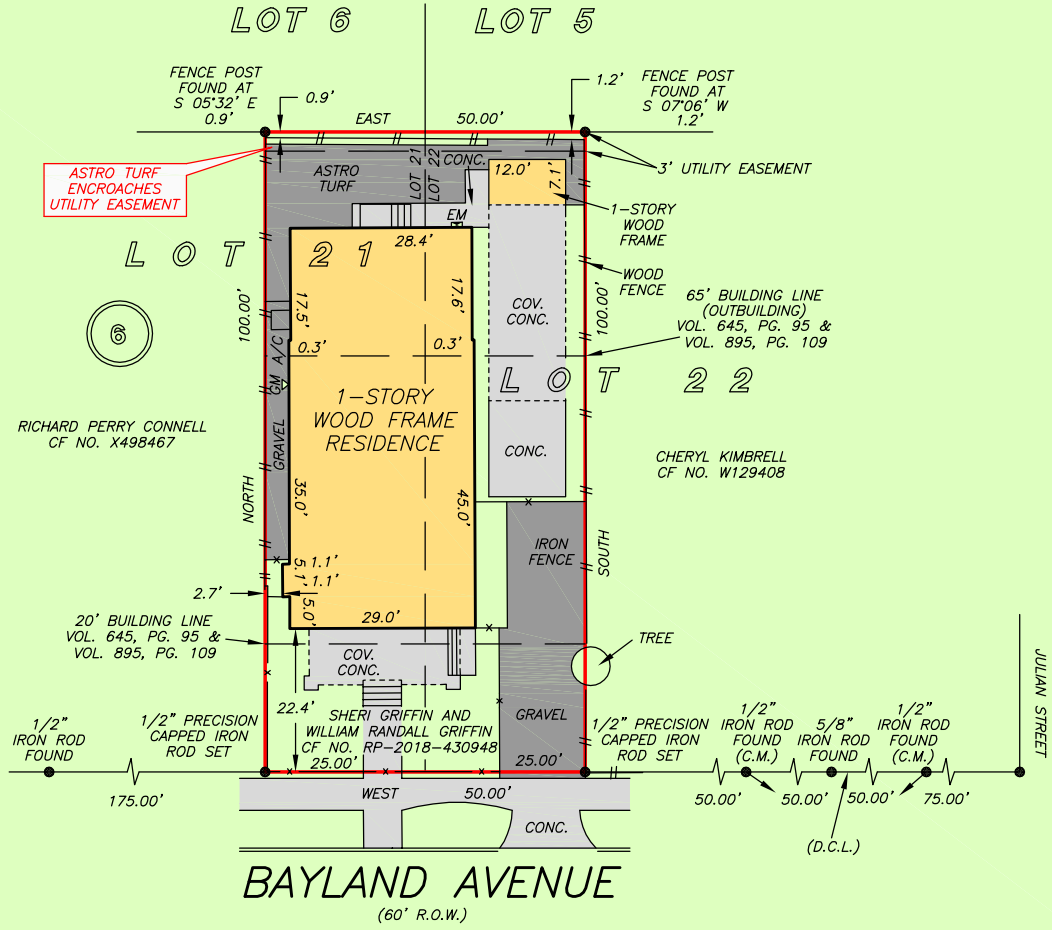 LOT 6
LOT 5
FENCE POST
FOUND AT
S 05°32' E
0.9'
0.9'
EAST
50.00'
1.2'
FENCE POST
FOUND AT
S 07°06' W
1.2'
ASTRO TURF
ENCROACHES
UTILITY EASEMENT
ASTRO
TURF
LOT 21
LOT 22
CONC.
12.0'
7.1'
3' UTILITY EASEMENT
1-STORY
WOOD
FRAME
EM
28.4'
LOT 21
WOOD
FENCE
6
100.00'
17.5'
17.6'
COV.
CONC.
100.00'
65' BUILDING LINE
(OUTBUILDING)
VOL. 645, PG. 95 &
VOL. 895, PG. 109
0.3'
0.3'
GM A/C
LOT 22
1-STORY
WOOD FRAME
RESIDENCE
RICHARD PERRY CONNELL
CF NO. X498467
GRAVEL
CONC.
CHERYL KIMBRELL
CF NO. W129408
NORTH
35.0'
45.0'
IRON
FENCE
SOUTH
5.1'
1.1'
1.1'
5.0'
2.7'
29.0'
20' BUILDING LINE
VOL. 645, PG. 95 &
VOL. 895, PG. 109
COV.
CONC.
TREE
22.4'
JULIAN STREET
1/2" 
IRON ROD
FOUND
1/2" PRECISION
CAPPED IRON
ROD SET
SHERI GRIFFIN AND
WILLIAM RANDALL GRIFFIN
CF NO. RP-2018-430948
GRAVEL
1/2" PRECISION
CAPPED IRON
ROD SET
1/2"
IRON ROD
FOUND
(C.M.)
5/8"
IRON ROD
FOUND
1/2"
IRON ROD
FOUND
(C.M.)
25.00'
25.00'
175.00'
WEST
50.00'
50.00'
50.00'
50.00'
75.00'
CONC.
(D.C.L.)
BAYLAND AVENUE
(60' R.O.W.)